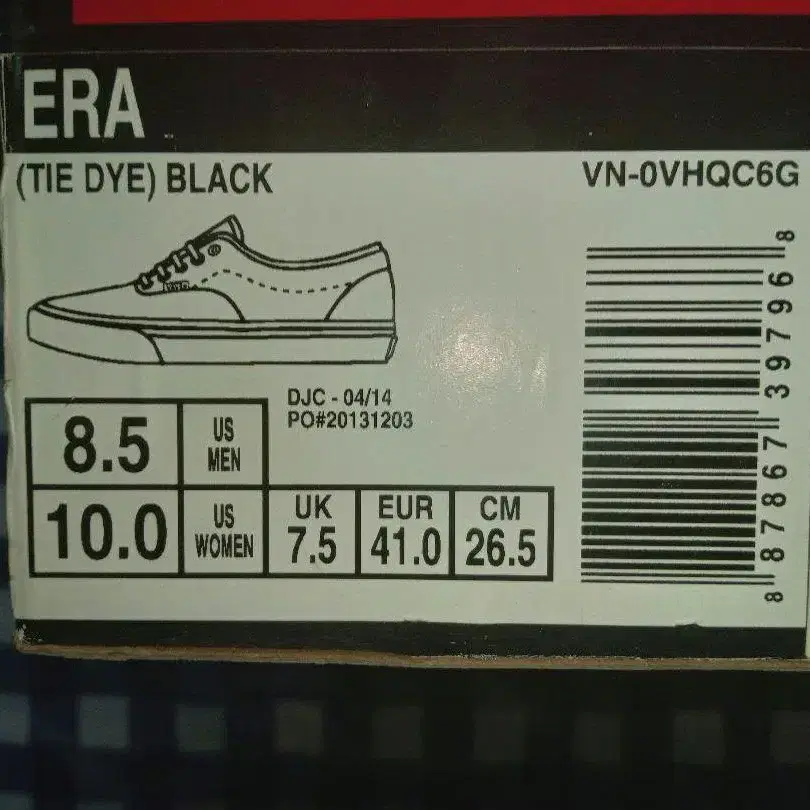 ERA
(TIE DYE) BLACK
VN-0VHQC6G
DJC - 04/14
PO#20131203
8.5 US MEN
10.0 US WOMEN
UK 7.5
EUR 41.0
CM 26.5
8 87867 39796 8